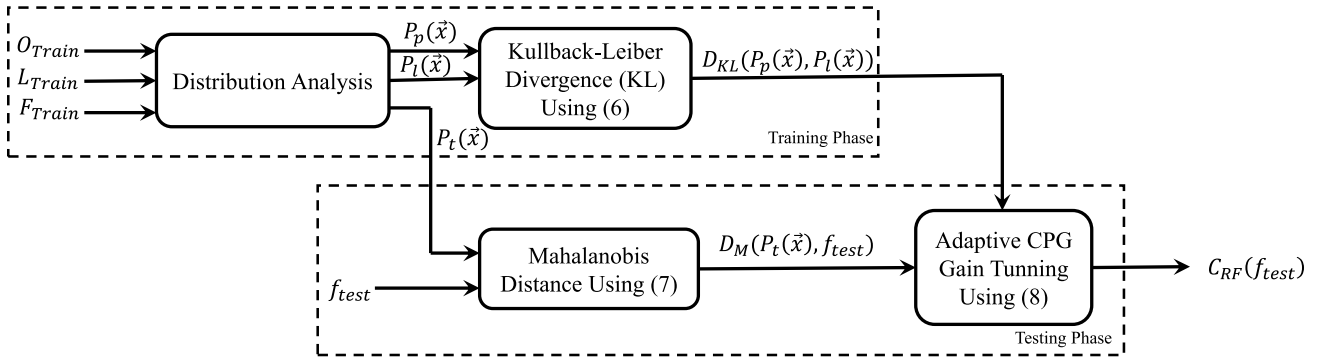 O_Train
L_Train
F_Train
Distribution Analysis
P_p(x⃗)
P_l(x⃗)
P_t(x⃗)
Kullback-Leiber
Divergence (KL)
Using (6)
D_KL(P_p(x⃗), P_l(x⃗))
Training Phase
f_test
Mahalanobis
Distance Using (7)
D_M(P_t(x⃗), f_test)
Adaptive CPG
Gain Tunning
Using (8)
C_RF(f_test)
Testing Phase